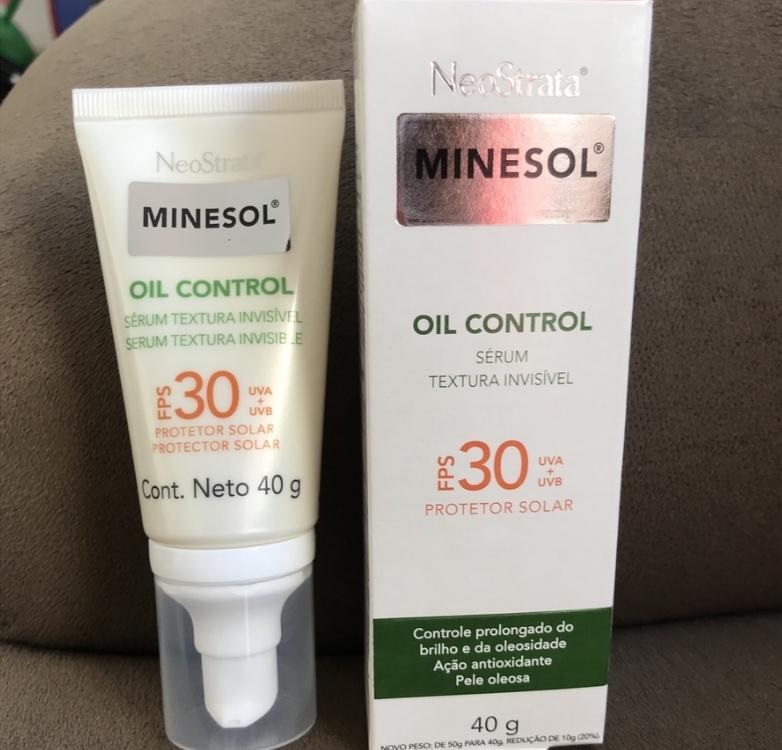 NeoStrata
MINESOL®
OIL CONTROL
SÉRUM TEXTURA INVISÍVEL
SERUM TEXTURA INVISIBLE
FPS 30 UVA + UVB
PROTETOR SOLAR
PROTECTOR SOLAR
Cont. Neto 40 g
NeoStrata®
MINESOL®
OIL CONTROL
SÉRUM
TEXTURA INVISÍVEL
FPS 30 UVA + UVB
PROTETOR SOLAR
Controle prolongado do
brilho e da oleosidade
Ação antioxidante
Pele oleosa
40 g
NOVO PESO: DE 50g PARA 40g, REDUÇÃO DE 10g (20%).